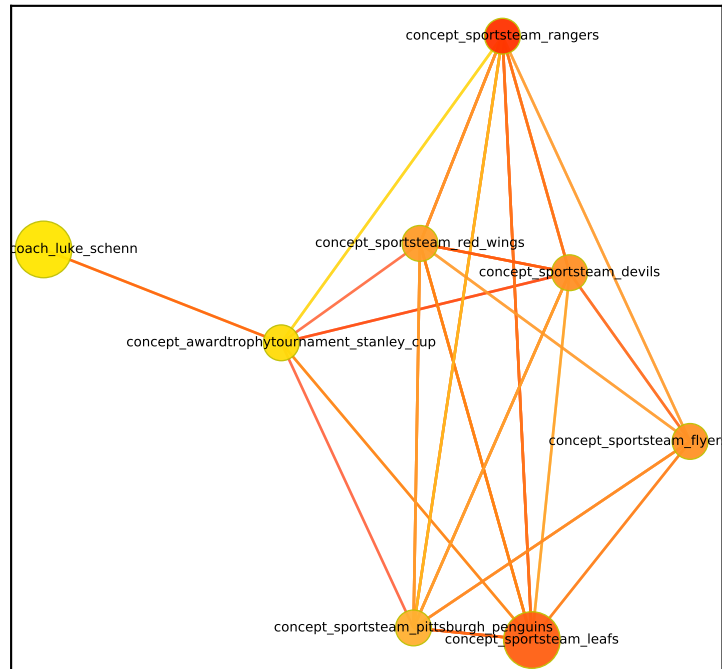 concept_sportsteam_rangers
concept_sportsteam_red_wings
coach_luke_schenn
concept_sportsteam_devils
concept_awardtrophytournament_stanley_cup
concept_sportsteam_flyer
concept_sportsteam_pittsburgh_penguins
concept_sportsteam_leafs